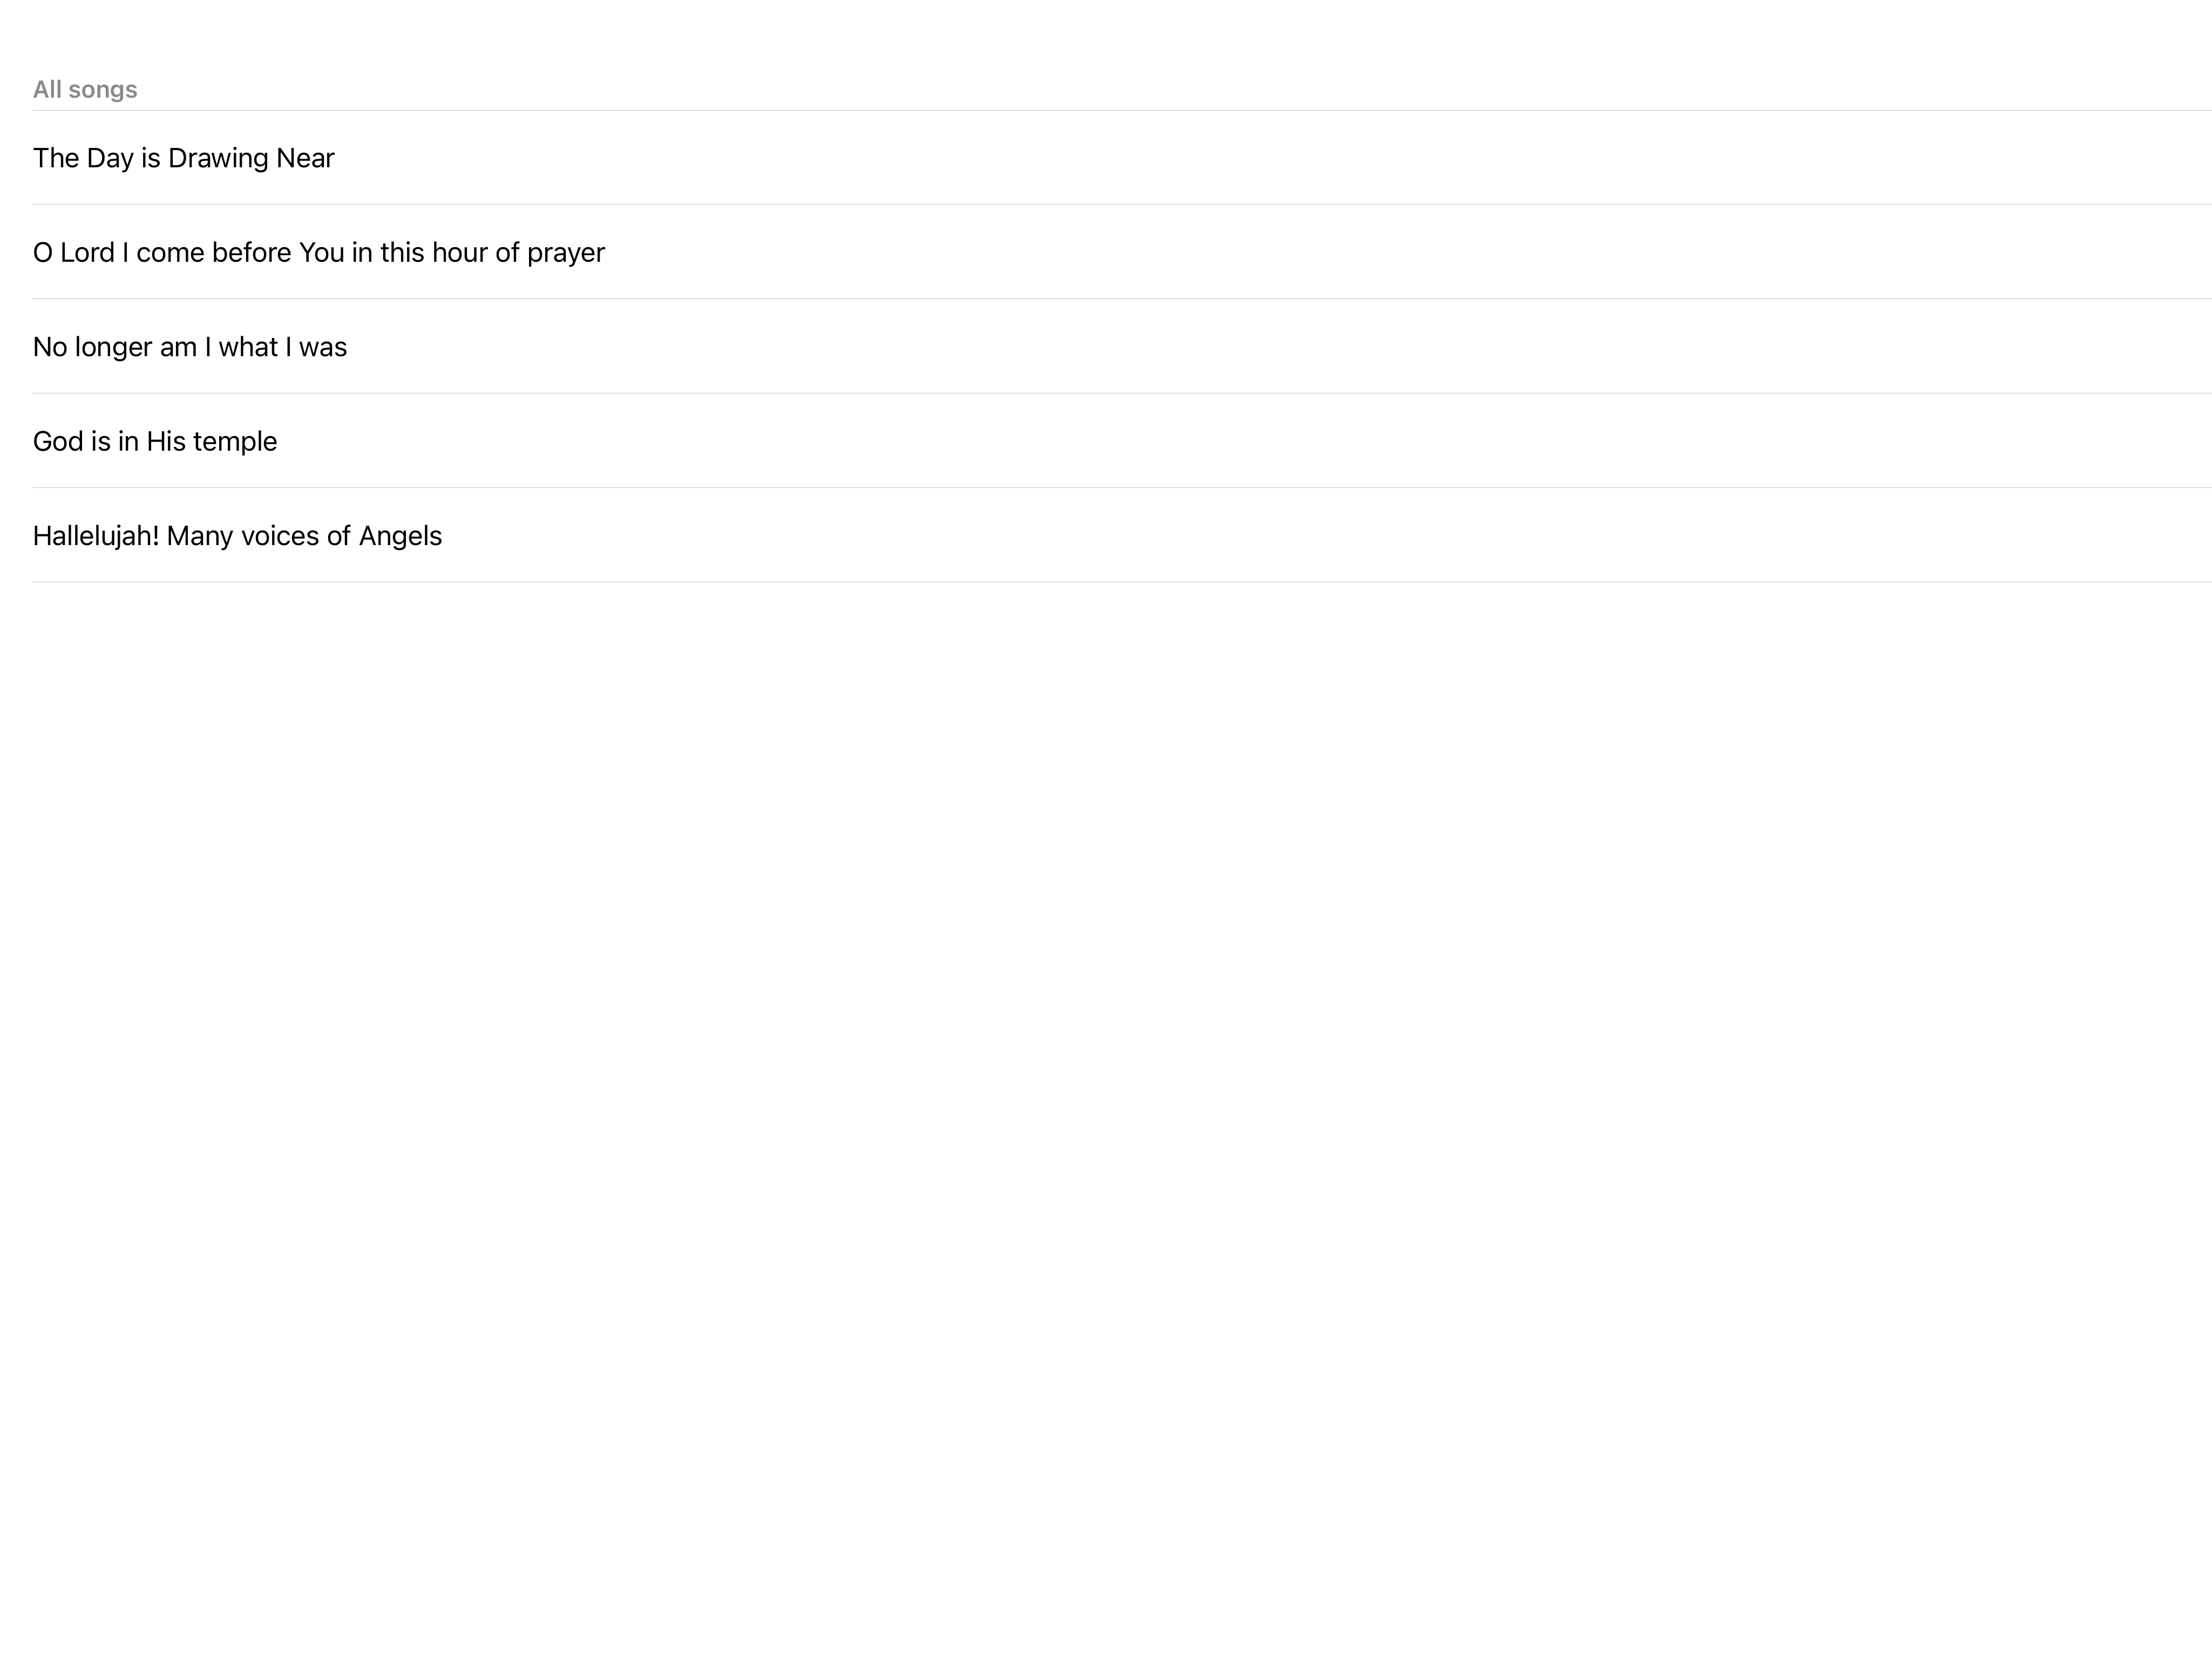 All songs
The Day is Drawing Near
O Lord I come before You in this hour of prayer
No longer am I what I was
God is in His temple
Hallelujah! Many voices of Angels